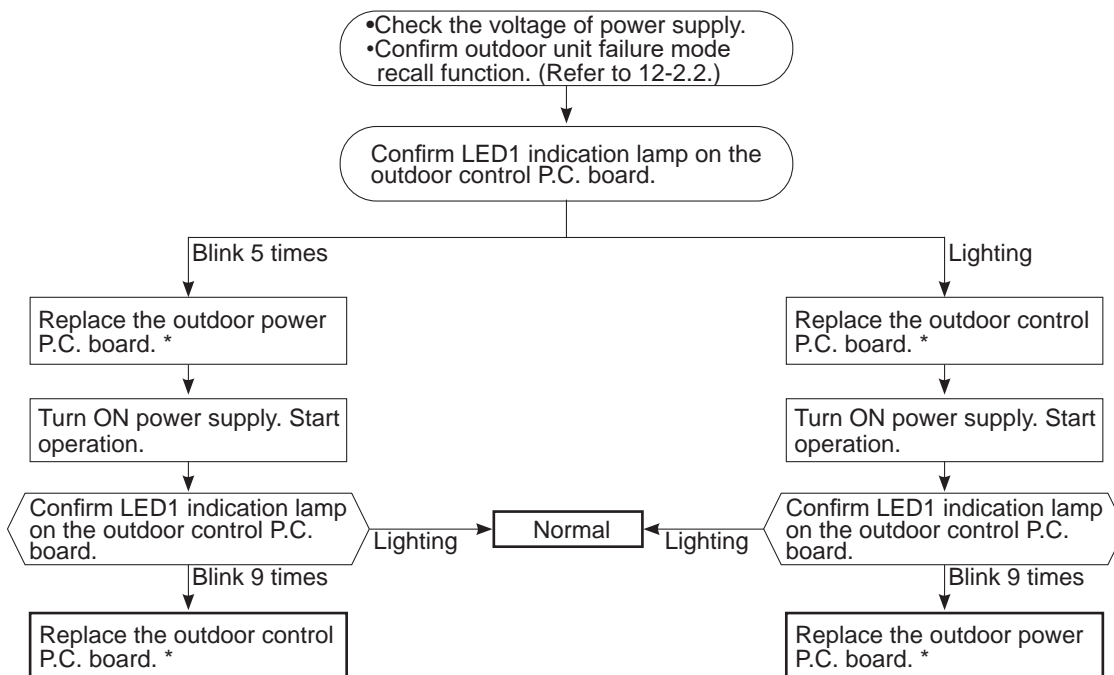 •Check the voltage of power supply.
•Confirm outdoor unit failure mode
recall function. (Refer to 12-2.2.)
Confirm LED1 indication lamp on the
outdoor control P.C. board.
Blink 5 times
Lighting
Replace the outdoor power
P.C. board. *
Replace the outdoor control
P.C. board. *
Turn ON power supply. Start
operation.
Turn ON power supply. Start
operation.
Confirm LED1 indication lamp
on the outdoor control P.C.
board.
Lighting
Normal
Lighting
Confirm LED1 indication lamp
on the outdoor control P.C.
board.
Blink 9 times
Blink 9 times
Replace the outdoor control
P.C. board. *
Replace the outdoor power
P.C. board. *